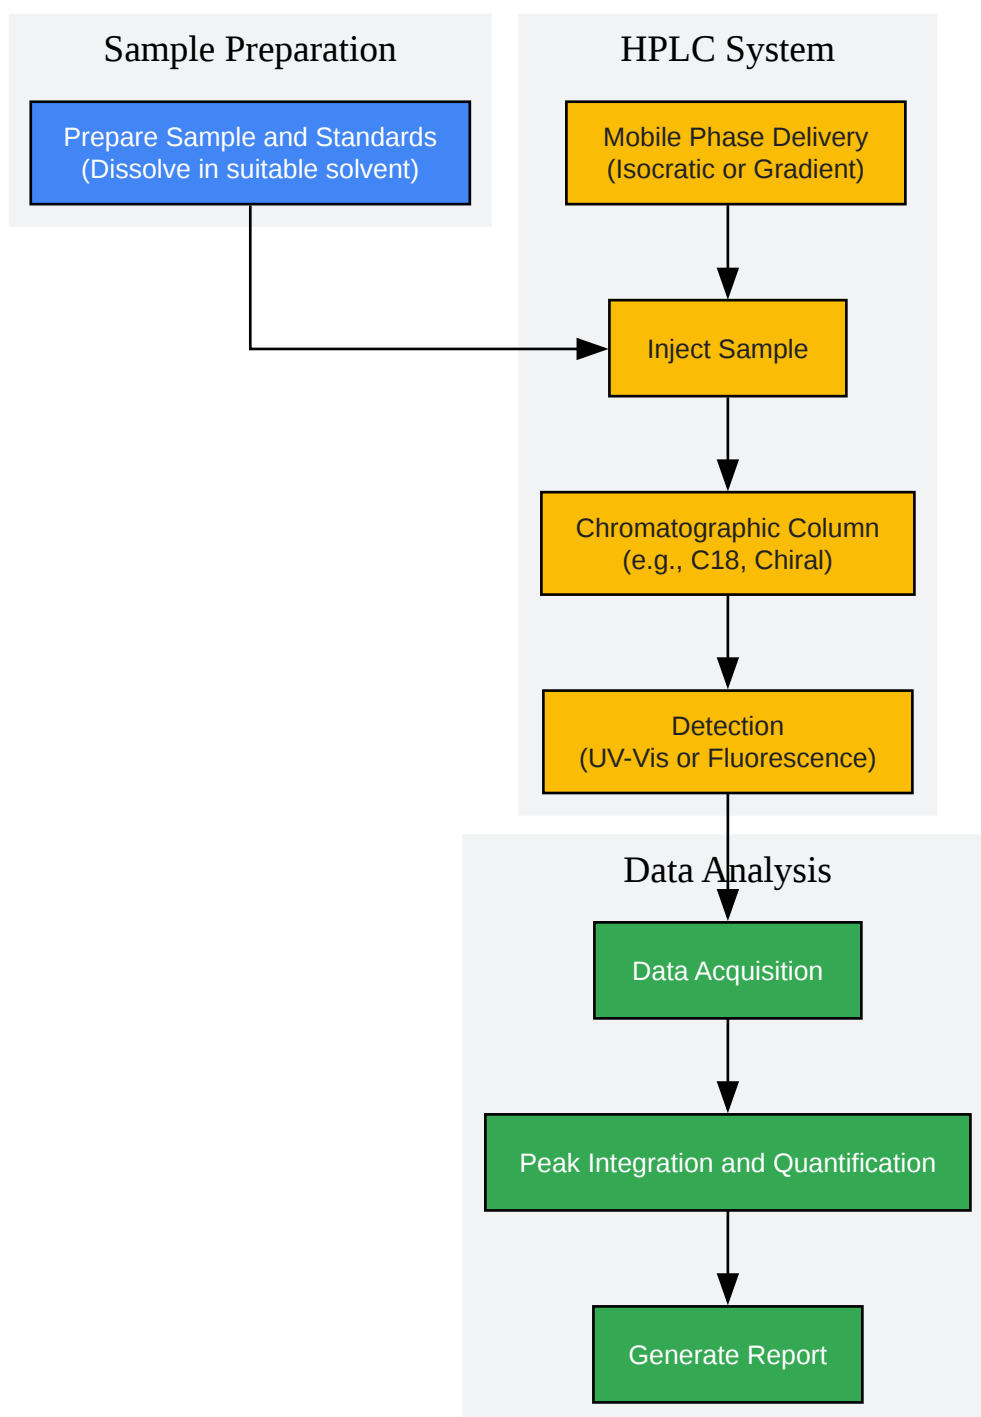 Sample Preparation
Prepare Sample and Standards
(Dissolve in suitable solvent)
HPLC System
Mobile Phase Delivery
(Isocratic or Gradient)
Inject Sample
Chromatographic Column
(e.g., C18, Chiral)
Detection
(UV-Vis or Fluorescence)
Data Analysis
Data Acquisition
Peak Integration and Quantification
Generate Report